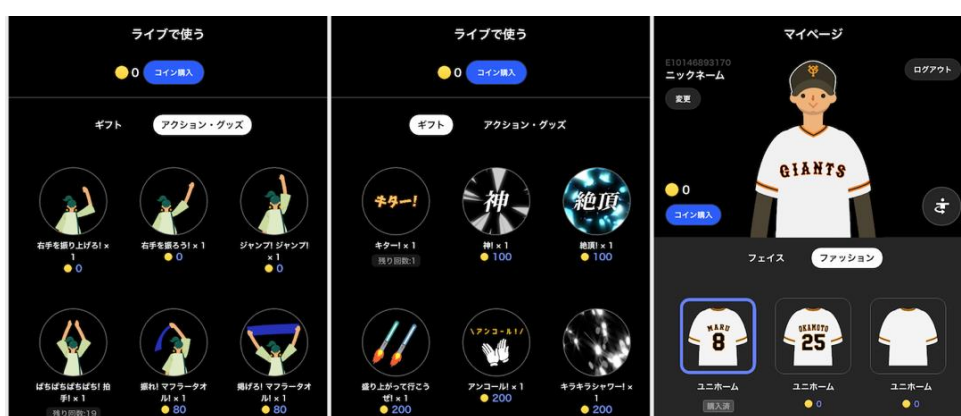 ライブで使う
0 コイン購入
ギフト アクション・グッズ
右手を振り上げろ! ×
1
0
右手を振ろう! × 1
0
ジャンプ! ジャンプ!
× 1
0
ぱちぱちぱちぱち! 拍
手! × 1
残り回数:19
振れ! マフラータオ
ル! × 1
80
掲げろ! マフラータオ
ル! × 1
80
ライブで使う
0 コイン購入
ギフト アクション・グッズ
キター!
キター! × 1
残り回数:1
神
神! × 1
100
絶頂
絶頂! × 1
100
盛り上がって行こう
ぜ! × 1
200
\アンコール!/
アンコール! × 1
200
キラキラシャワー! ×
1
200
マイページ
E10146893170
ニックネーム
変更
ログアウト
GIANTS
0
コイン購入
フェイス ファッション
MARU
8
ユニホーム
購入済
OKAMOTO
25
ユニホーム
0
ユニホーム
0